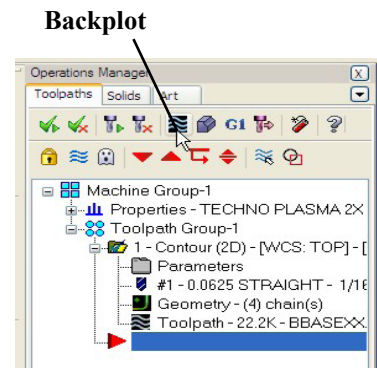 Backplot
Operations Manager
Toolpaths Solids Art
G1
Machine Group-1
Properties - TECHNO PLASMA 2X
Toolpath Group-1
1 - Contour (2D) - [WCS: TOP] - [
Parameters
#1 - 0.0625 STRAIGHT - 1/16
Geometry - (4) chain(s)
Toolpath - 22.2K - BBASEXX.